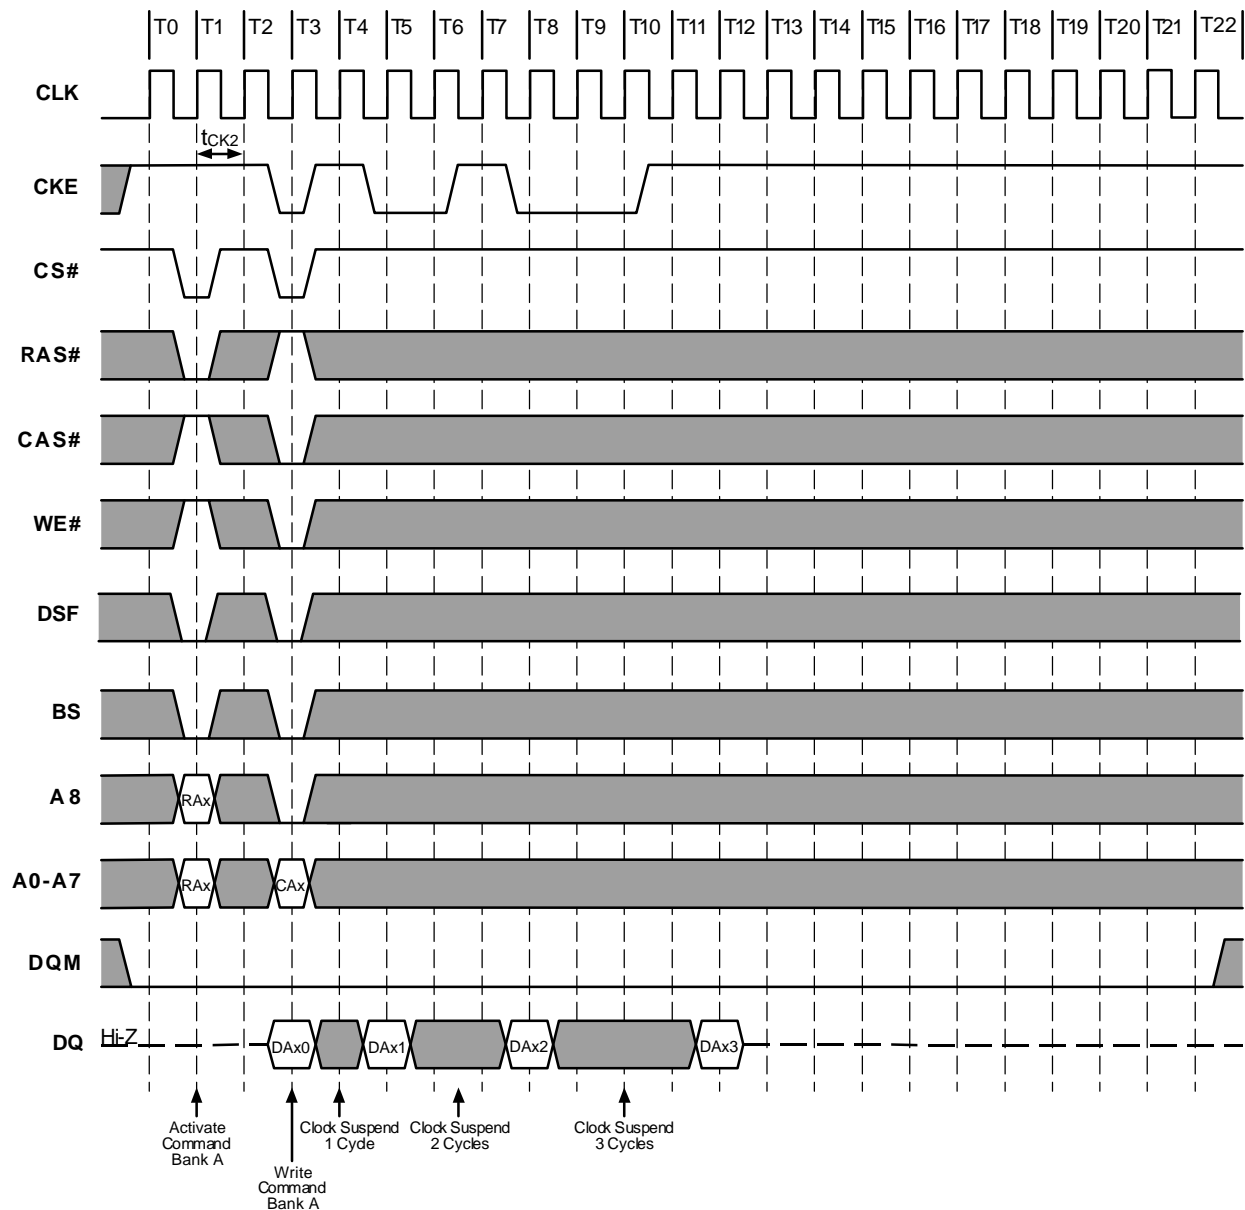 T0 T1 T2 T3 T4 T5 T6 T7 T8 T9 T10 T11 T12 T13 T14 T15 T16 T17 T18 T19 T20 T21 T22
CLK
tCK2
CKE
CS#
RAS#
CAS#
WE#
DSF
BS
A8
RAx
A0-A7
RAx CAx
DQM
DQ Hi-Z DAx0 DAx1 DAx2 DAx3
Activate
Command
Bank A
Write
Command
Bank A
Clock Suspend
1 Cycle
Clock Suspend
2 Cycles
Clock Suspend
3 Cycles